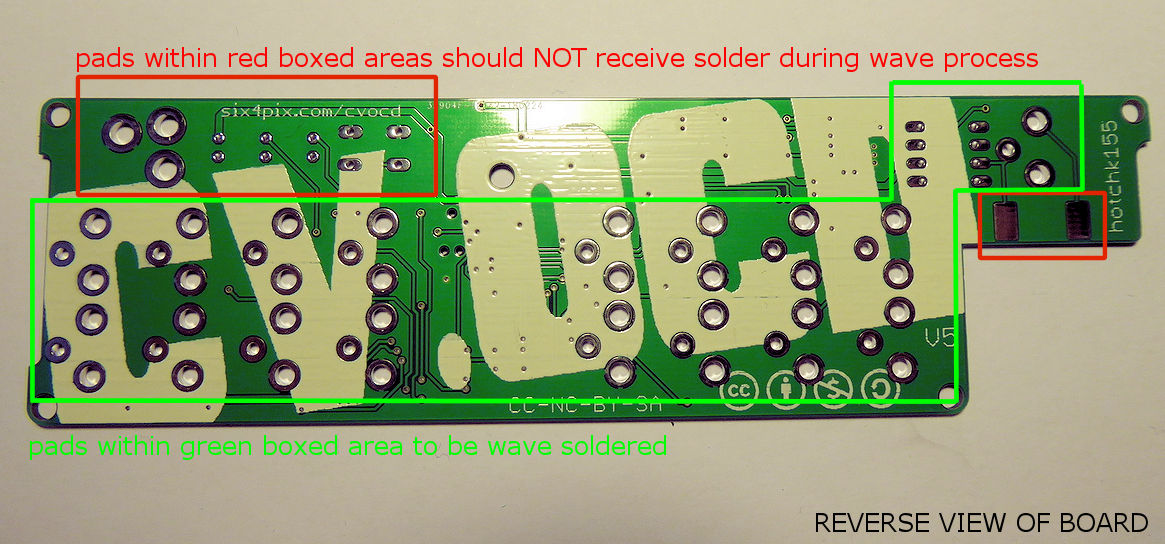 pads within red boxed areas should NOT receive solder during wave process
six4pix.com/cvocd
CV.OCD
hotchk155
V5
cc
CC-NC-BY-SA
pads within green boxed area to be wave soldered
REVERSE VIEW OF BOARD